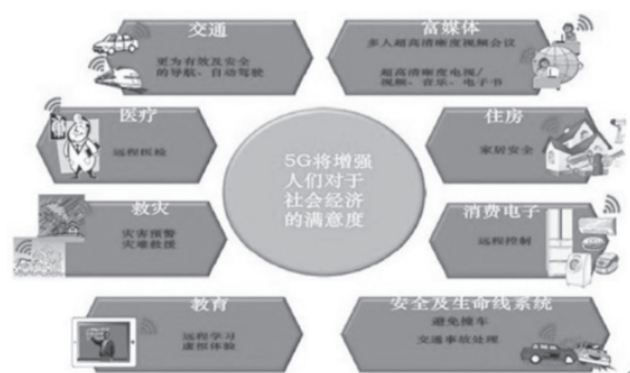 交通
更为有效及安全
的导航、自动驾驶
富媒体
多人超高清晰度视频会议
超高清晰度电视/
视频、音乐、电子书
医疗
远程医检
住房
家居安全
5G将增强
人们对于
社会经济
的满意度
救灾
灾害预警
灾难救援
消费电子
远程控制
教育
远程学习
虚拟体验
安全及生命线系统
避免撞车
交通事故处理